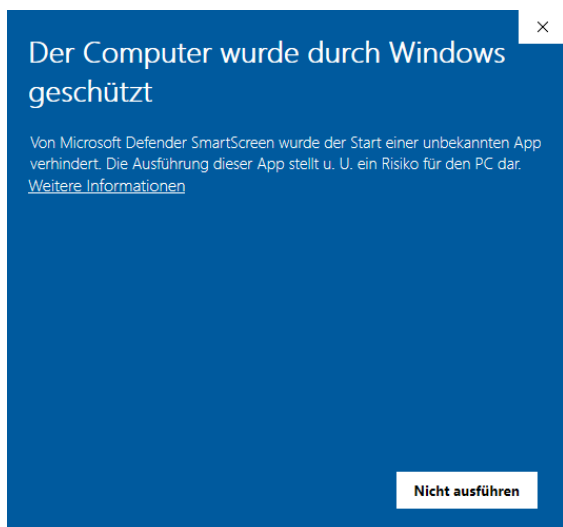 Der Computer wurde durch Windows
geschützt
Von Microsoft Defender SmartScreen wurde der Start einer unbekannten App
verhindert. Die Ausführung dieser App stellt u. U. ein Risiko für den PC dar.
Weitere Informationen
Nicht ausführen